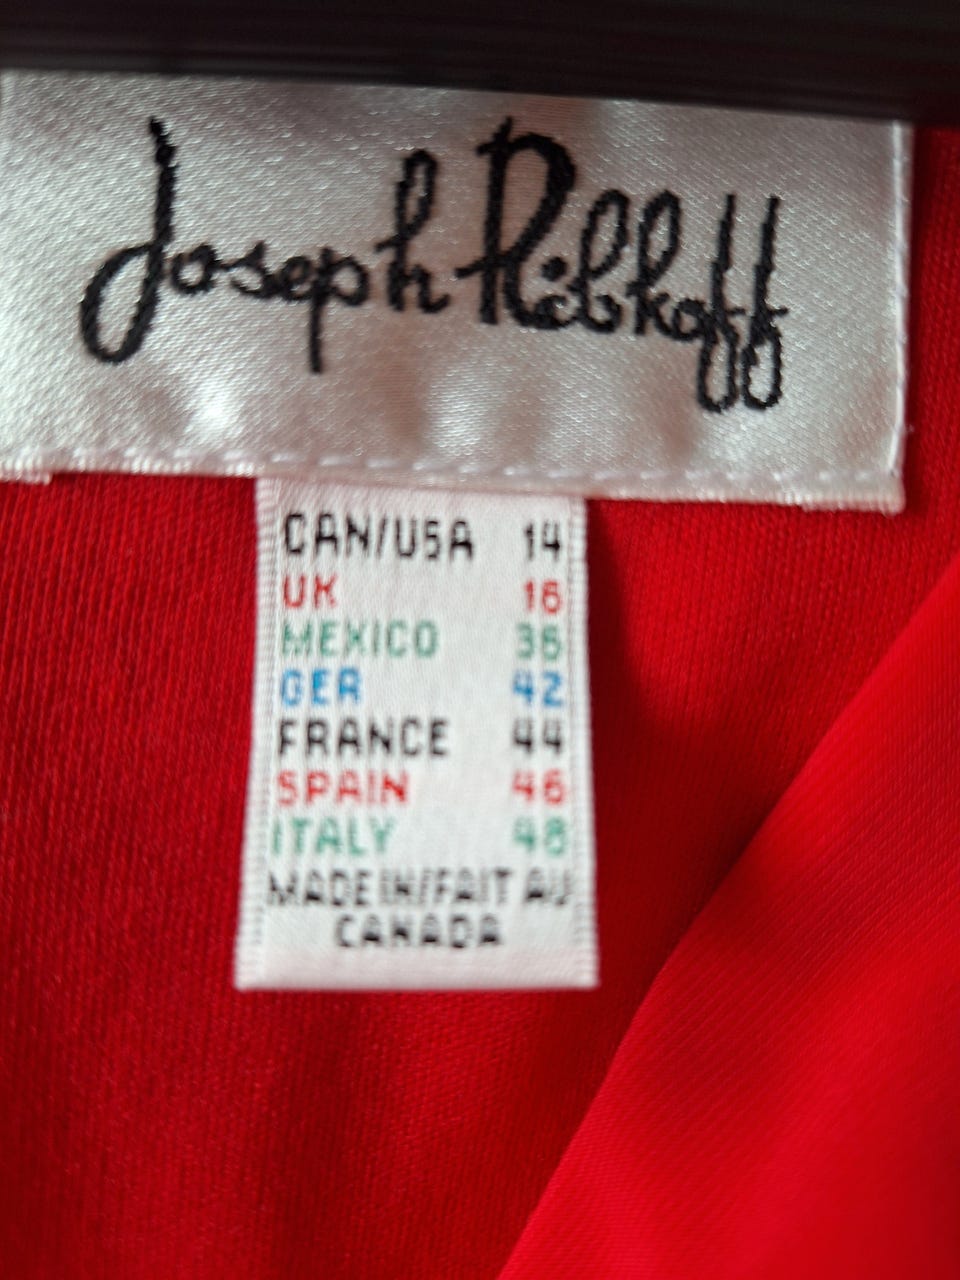 Joseph Ribkoff
CAN/USA 14
UK 16
MEXICO 36
GER 42
FRANCE 44
SPAIN 46
ITALY 48
MADE IN/FAIT AU
CANADA